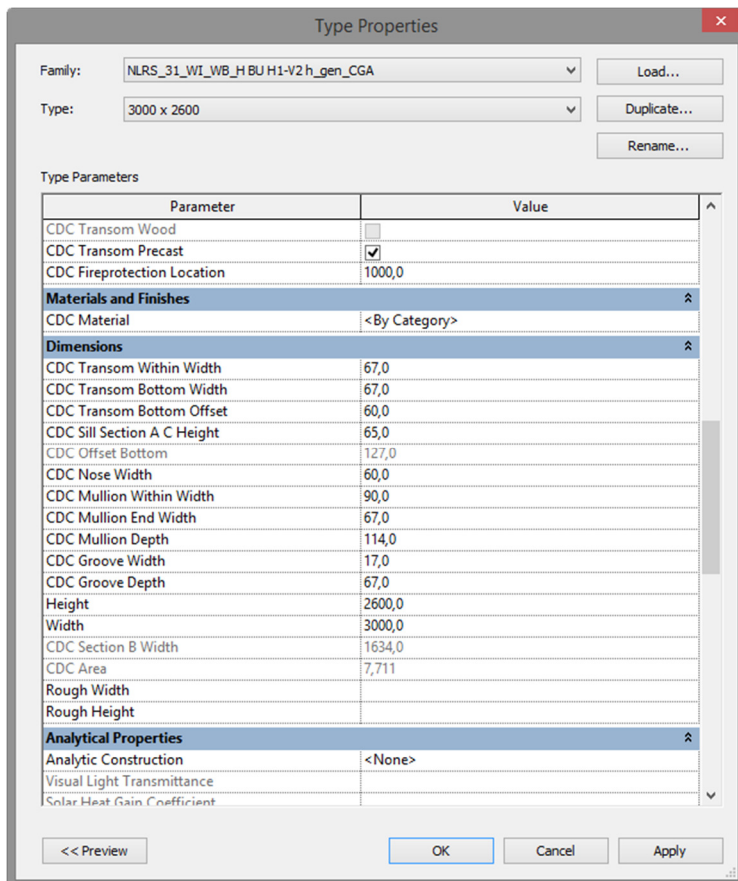 Type Properties
Family: NLRS_31_WI_WB_H BU H1-V2 h_gen_CGA Load...
Type: 3000 x 2600 Duplicate...
Rename...
Type Parameters
Parameter Value
CDC Transom Wood
CDC Transom Precast
CDC Fireprotection Location 1000,0
Materials and Finishes
CDC Material <By Category>
Dimensions
CDC Transom Within Width 67,0
CDC Transom Bottom Width 67,0
CDC Transom Bottom Offset 60,0
CDC Sill Section A C Height 65,0
CDC Offset Bottom 127,0
CDC Nose Width 60,0
CDC Mullion Within Width 90,0
CDC Mullion End Width 67,0
CDC Mullion Depth 114,0
CDC Groove Width 17,0
CDC Groove Depth 67,0
Height 2600,0
Width 3000,0
CDC Section B Width 1634,0
CDC Area 7,711
Rough Width
Rough Height
Analytical Properties
Analytic Construction <None>
Visual Light Transmittance
Solar Heat Gain Coefficient
<< Preview OK Cancel Apply